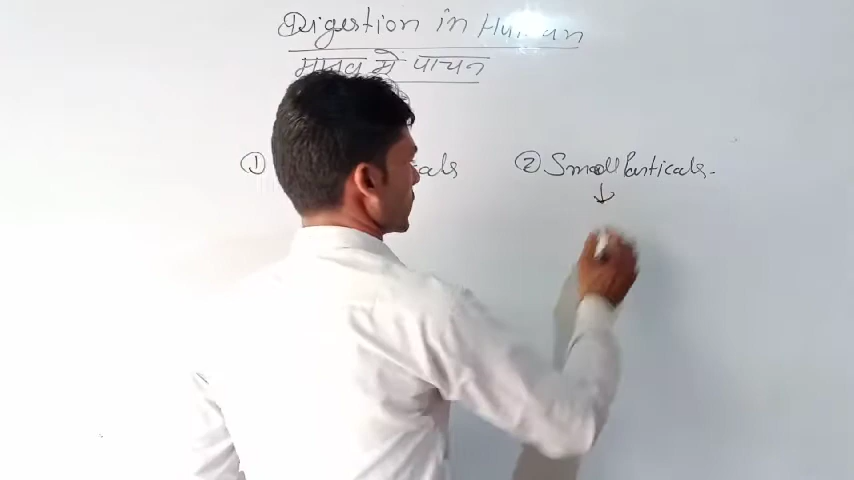 Digestion in Human
मानव में पाचन
① cals
② Small Particals.